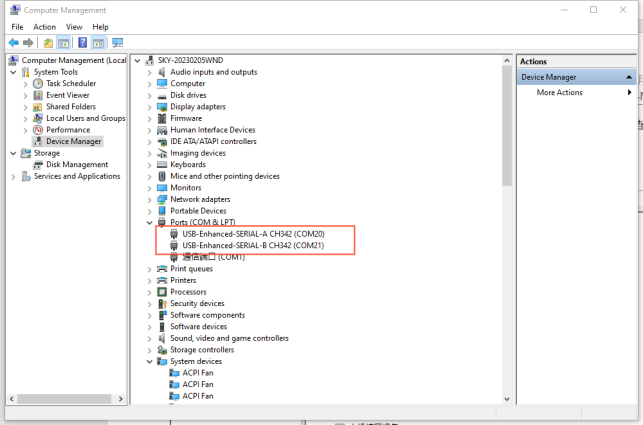 Computer Management
File Action View Help
Computer Management (Local
System Tools
Task Scheduler
Event Viewer
Shared Folders
Local Users and Groups
Performance
Device Manager
Storage
Disk Management
Services and Applications
SKY-20230205WND
Audio inputs and outputs
Computer
Disk drives
Display adapters
Firmware
Human Interface Devices
IDE ATA/ATAPI controllers
Imaging devices
Keyboards
Mice and other pointing devices
Monitors
Network adapters
Portable Devices
Ports (COM & LPT)
USB-Enhanced-SERIAL-A CH342 (COM20)
USB-Enhanced-SERIAL-B CH342 (COM21)
通信端口 (COM1)
Print queues
Printers
Processors
Security devices
Software components
Software devices
Sound, video and game controllers
Storage controllers
System devices
ACPI Fan
ACPI Fan
ACPI Fan
Actions
Device Manager
More Actions